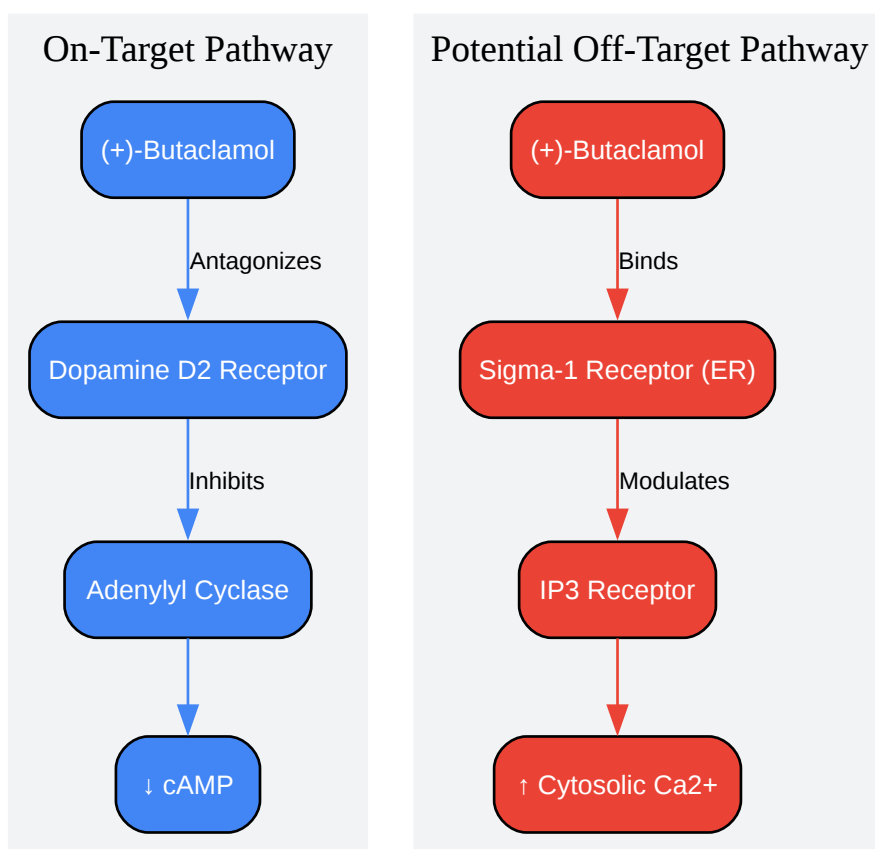 On-Target Pathway
(+)-Butaclamol
Antagonizes
Dopamine D2 Receptor
Inhibits
Adenylyl Cyclase
↓ cAMP
Potential Off-Target Pathway
(+)-Butaclamol
Binds
Sigma-1 Receptor (ER)
Modulates
IP3 Receptor
↑ Cytosolic Ca2+